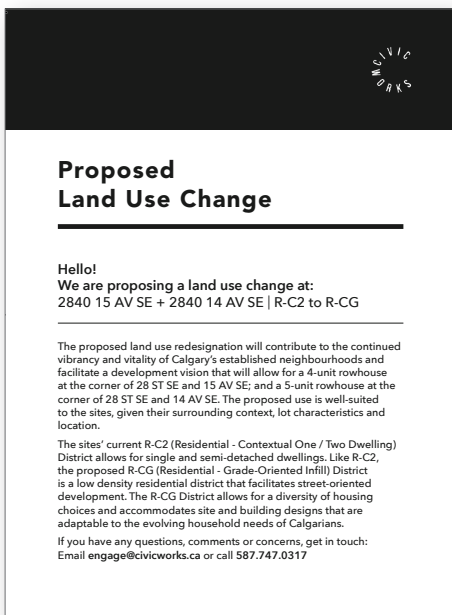 CIVIC
WORKS
Proposed
Land Use Change
Hello!
We are proposing a land use change at:
2840 15 AV SE + 2840 14 AV SE | R-C2 to R-CG
The proposed land use redesignation will contribute to the continued
vibrancy and vitality of Calgary's established neighbourhoods and
facilitate a development vision that will allow for a 4-unit rowhouse
at the corner of 28 ST SE and 15 AV SE; and a 5-unit rowhouse at the
corner of 28 ST SE and 14 AV SE. The proposed use is well-suited
to the sites, given their surrounding context, lot characteristics and
location.
The sites' current R-C2 (Residential - Contextual One / Two Dwelling)
District allows for single and semi-detached dwellings. Like R-C2,
the proposed R-CG (Residential - Grade-Oriented Infill) District
is a low density residential district that facilitates street-oriented
development. The R-CG District allows for a diversity of housing
choices and accommodates site and building designs that are
adaptable to the evolving household needs of Calgarians.
If you have any questions, comments or concerns, get in touch:
Email engage@civicworks.ca or call 587.747.0317